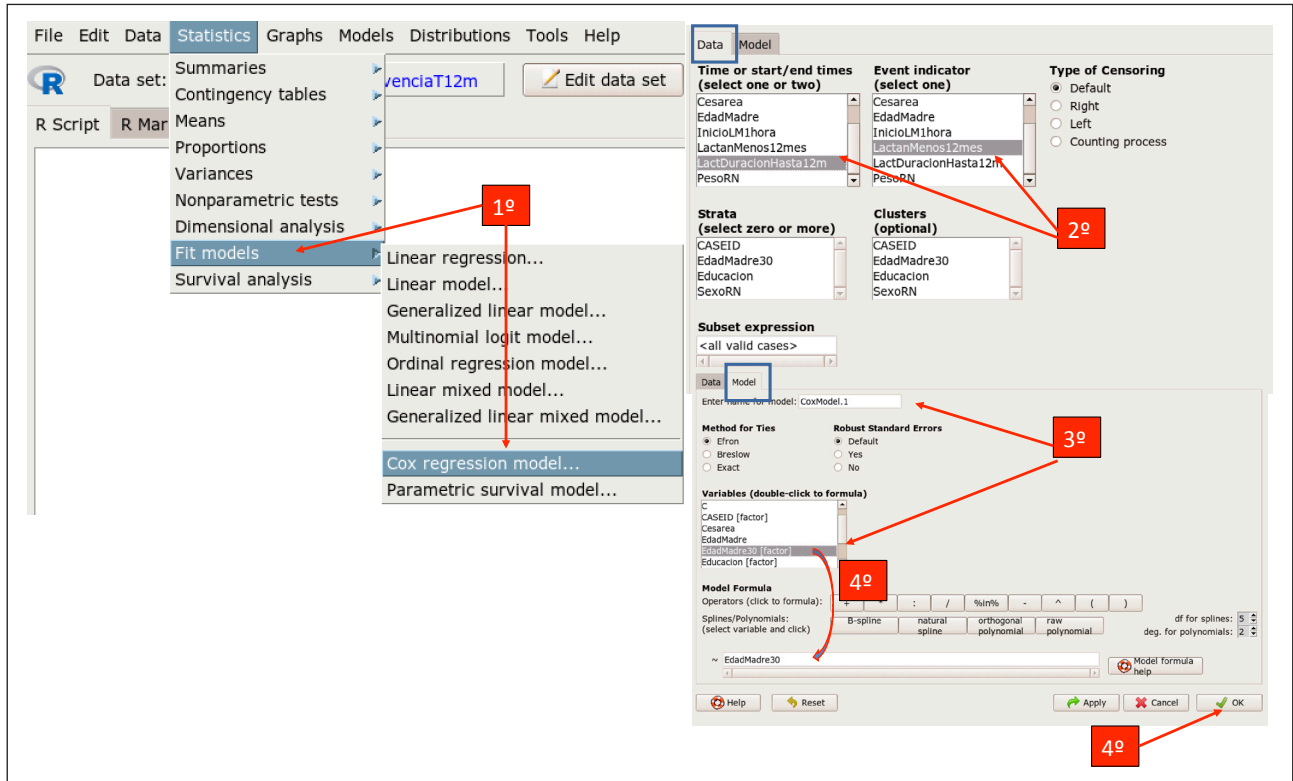 File Edit Data Statistics Graphs Models Distributions Tools Help
R Data set: venciaT12m Edit data set
R Script R Mar
Summaries
Contingency tables
Means
Proportions
Variances
Nonparametric tests
Dimensional analysis
Fit models
Survival analysis
1º
Linear regression...
Linear model...
Generalized linear model...
Multinomial logit model...
Ordinal regression model...
Linear mixed model...
Generalized linear mixed model...
Cox regression model...
Parametric survival model...
Data Model
Time or start/end times
(select one or two)
Cesarea
EdadMadre
InicioLM1hora
LactanMenos12mes
LactDuracionHasta12m
PesoRN
Event indicator
(select one)
Cesarea
EdadMadre
InicioLM1hora
LactanMenos12mes
LactDuracionHasta12m
PesoRN
Type of Censoring
Default
Right
Left
Counting process
2º
Strata
(select zero or more)
CASEID
EdadMadre30
Educacion
SexoRN
Clusters
(optional)
CASEID
EdadMadre30
Educacion
SexoRN
Subset expression
<all valid cases>
Data Model
Enter name for model: CoxModel.1
3º
Method for Ties
Efron
Breslow
Exact
Robust Standard Errors
Default
Yes
No
Variables (double-click to formula)
C
CASEID [factor]
Cesarea
EdadMadre
EdadMadre30 [factor]
Educacion [factor]
4º
Model Formula
Operators (click to formula): + * : / %in% - ^ ( )
Splines/Polynomials:
(select variable and click)
B-spline
natural
spline
orthogonal
polynomial
raw
polynomial
df for splines: 5
deg. for polynomials: 2
~ EdadMadre30
Model formula
help
Help Reset Apply Cancel OK
4º